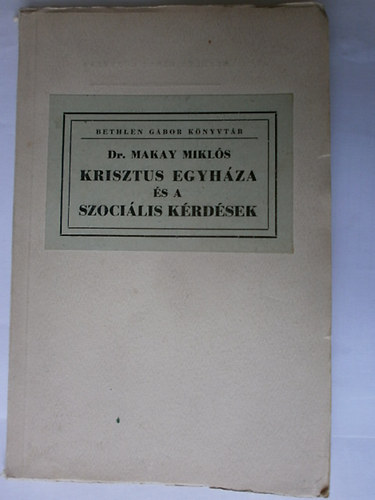 BETHLEN GÁBOR KÖNYVTÁR
Dr. MAKAY MIKLÓS
KRISZTUS EGYHÁZA
ÉS A
SZOCIÁLIS KÉRDÉSEK